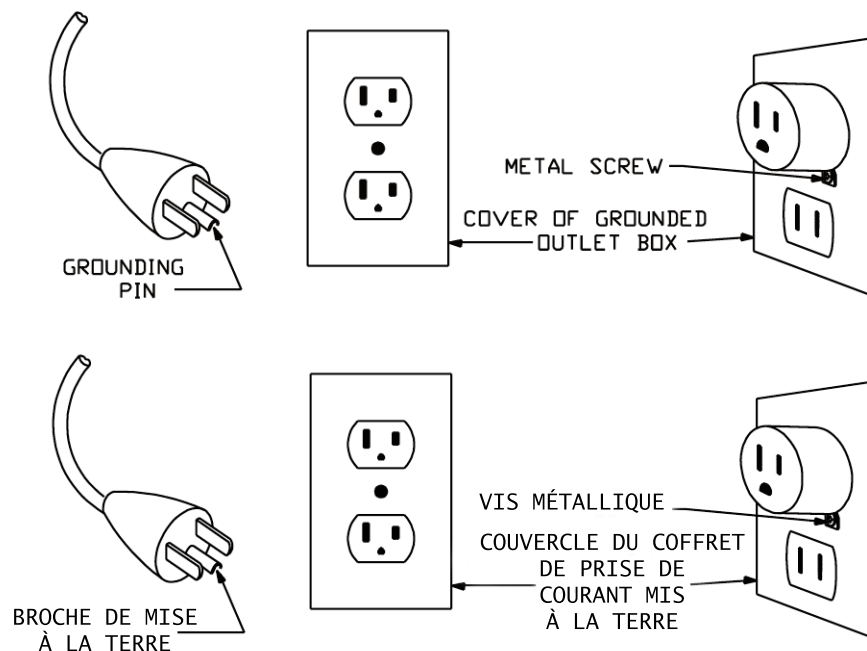 METAL SCREW
COVER OF GROUNDED
OUTLET BOX
GROUNDING
PIN
VIS MÉTALLIQUE
COUVERCLE DU COFFRET
DE PRISE DE
COURANT MIS
À LA TERRE
BROCHE DE MISE
À LA TERRE